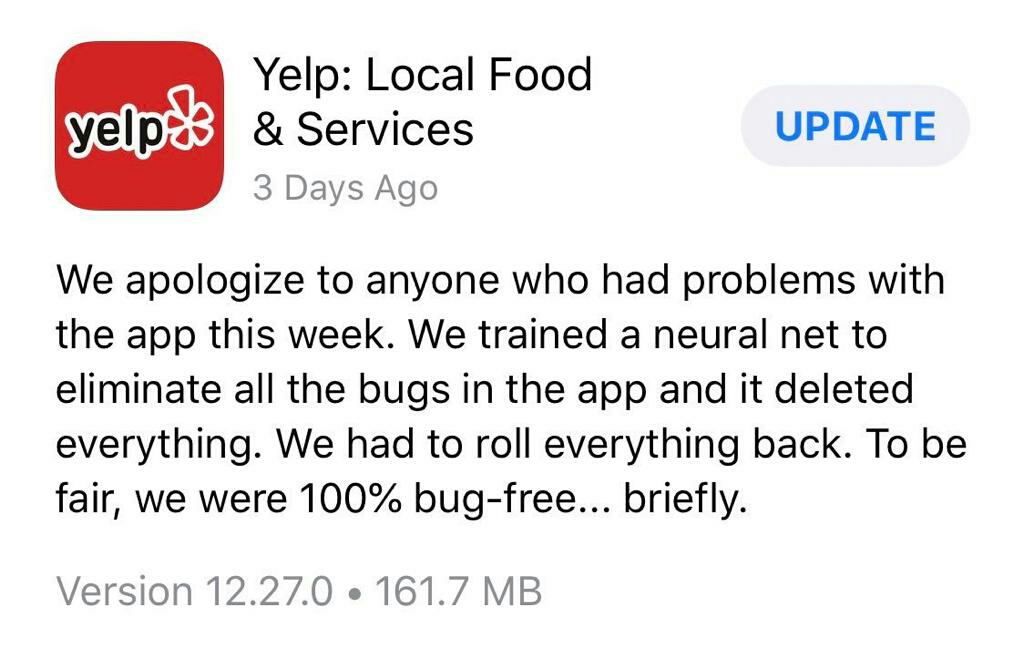 yelp
Yelp: Local Food
& Services
3 Days Ago
UPDATE
We apologize to anyone who had problems with
the app this week. We trained a neural net to
eliminate all the bugs in the app and it deleted
everything. We had to roll everything back. To be
fair, we were 100% bug-free... briefly.
Version 12.27.0 • 161.7 MB